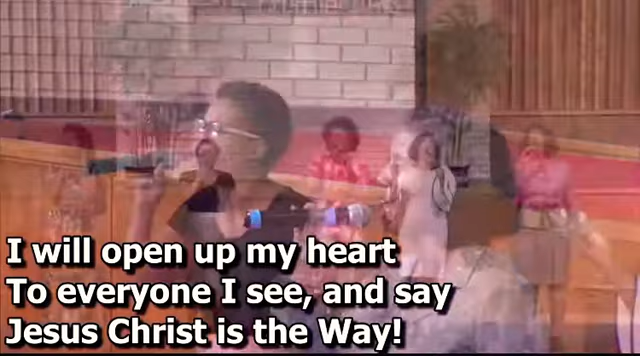 I will open up my heart
To everyone I see, and say
Jesus Christ is the Way!